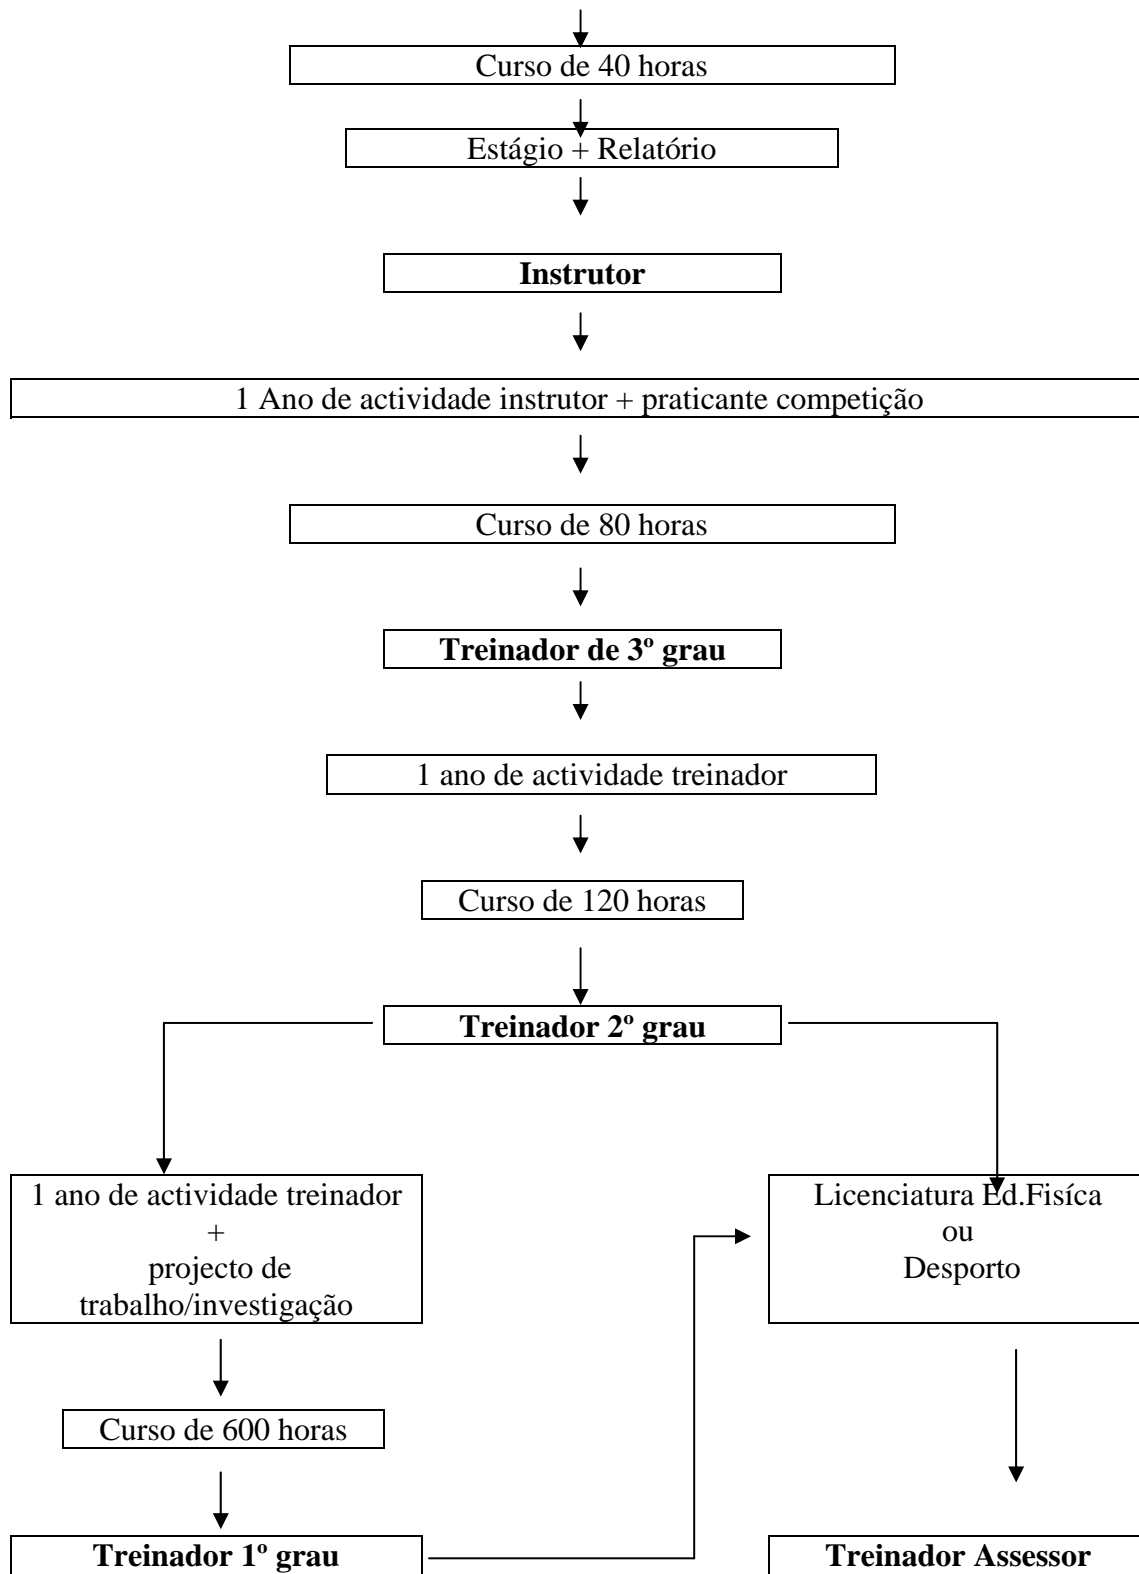 Curso de 40 horas
Estágio + Relatório
Instrutor
1 Ano de actividade instrutor + praticante competição
Curso de 80 horas
Treinador de 3º grau
1 ano de actividade treinador
Curso de 120 horas
Treinador 2º grau
1 ano de actividade treinador
+
projecto de
trabalho/investigação
Licenciatura Ed.Fisíca
ou
Desporto
Curso de 600 horas
Treinador 1º grau
Treinador Assessor